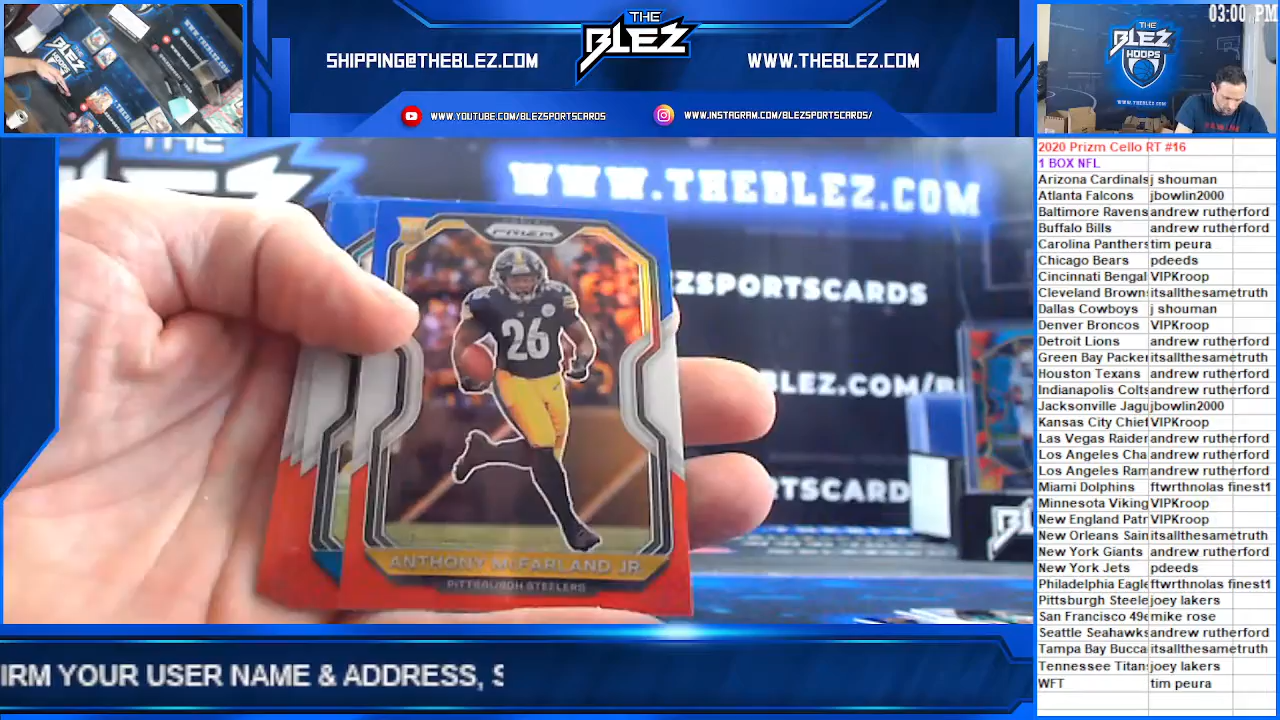 03:00 PM
THE
BLEZ
SHIPPING@THEBLEZ.COM
WWW.THEBLEZ.COM
WWW.YOUTUBE.COM/BLEZSPORTSCARDS
WWW.INSTAGRAM.COM/BLEZSPORTSCARDS/
THE
BLEZ
HOOPS
WWW.THEBLEZ.COM
EZSPORTSCARDS
BLEZ.COM/B
RTSCARD
PRIZM
26
ANTHONY McFARLAND JR.
PITTSBURGH STEELERS
2020 Prizm Cello RT #16
1 BOX NFL
Arizona Cardinals j shouman
Atlanta Falcons jbowlin2000
Baltimore Ravens andrew rutherford
Buffalo Bills andrew rutherford
Carolina Panthers tim peura
Chicago Bears pdeeds
Cincinnati Bengal VIPKroop
Cleveland Browns itsallthesametruth
Dallas Cowboys j shouman
Denver Broncos VIPKroop
Detroit Lions andrew rutherford
Green Bay Packer itsallthesametruth
Houston Texans andrew rutherford
Indianapolis Colts andrew rutherford
Jacksonville Jagu jbowlin2000
Kansas City Chief VIPKroop
Las Vegas Raider andrew rutherford
Los Angeles Cha andrew rutherford
Los Angeles Ram andrew rutherford
Miami Dolphins ftwrthnolas finest1
Minnesota Viking VIPKroop
New England Patr VIPKroop
New Orleans Sain itsallthesametruth
New York Giants andrew rutherford
New York Jets pdeeds
Philadelphia Eagle ftwrthnolas finest1
Pittsburgh Steele joey lakers
San Francisco 49e mike rose
Seattle Seahawks andrew rutherford
Tampa Bay Bucca itsallthesametruth
Tennessee Titan joey lakers
WFT tim peura
IRM YOUR USER NAME & ADDRESS, S